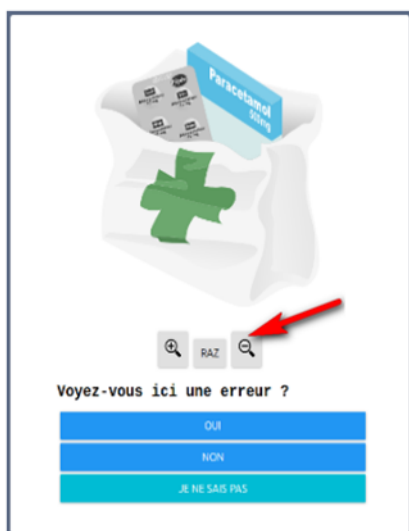 Paracetamol
500mg
RAZ
Voyez-vous ici une erreur ?
OUI
NON
JE NE SAIS PAS